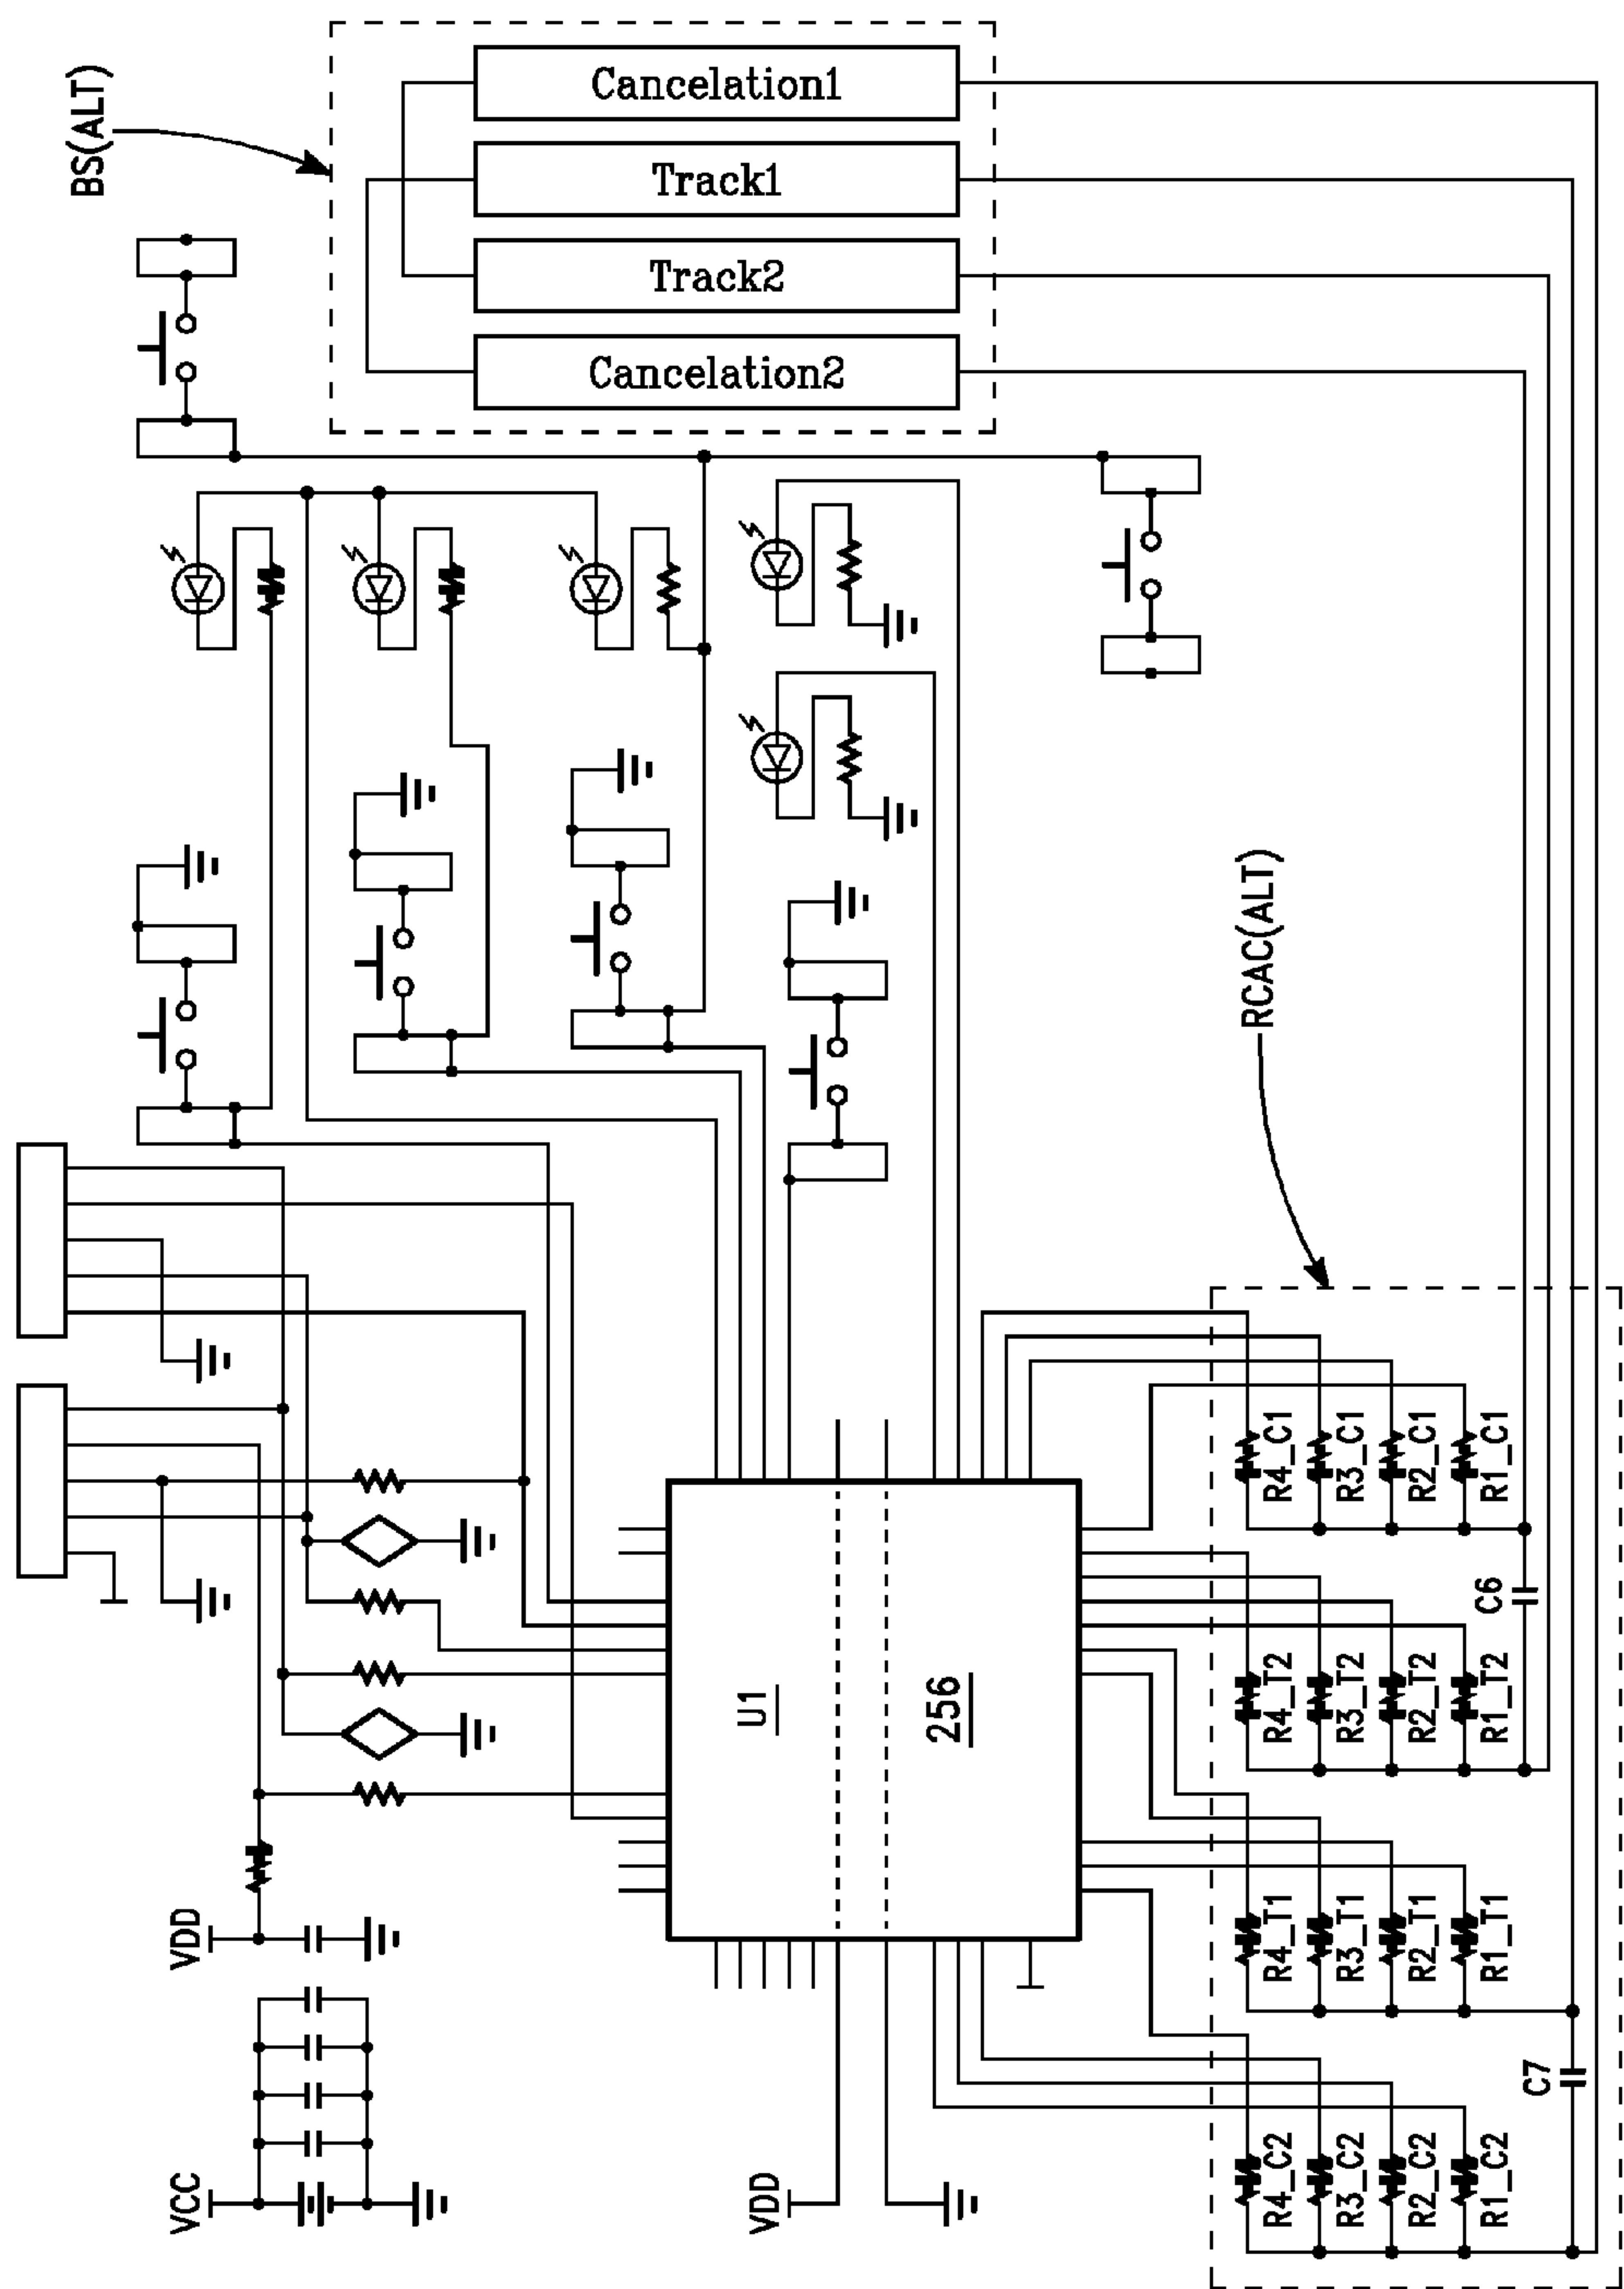 BS(ALT)
Cancelation1
Track1
Track2
Cancelation2
RCAC(ALT)
R4_C1
R3_C1
R2_C1
R1_C1
C6
R4_T2
R3_T2
R2_T2
R1_T2
U1
256
R4_T1
R3_T1
R2_T1
R1_T1
VDD
C7
R4_C2
R3_C2
R2_C2
R1_C2
VCC
VDD